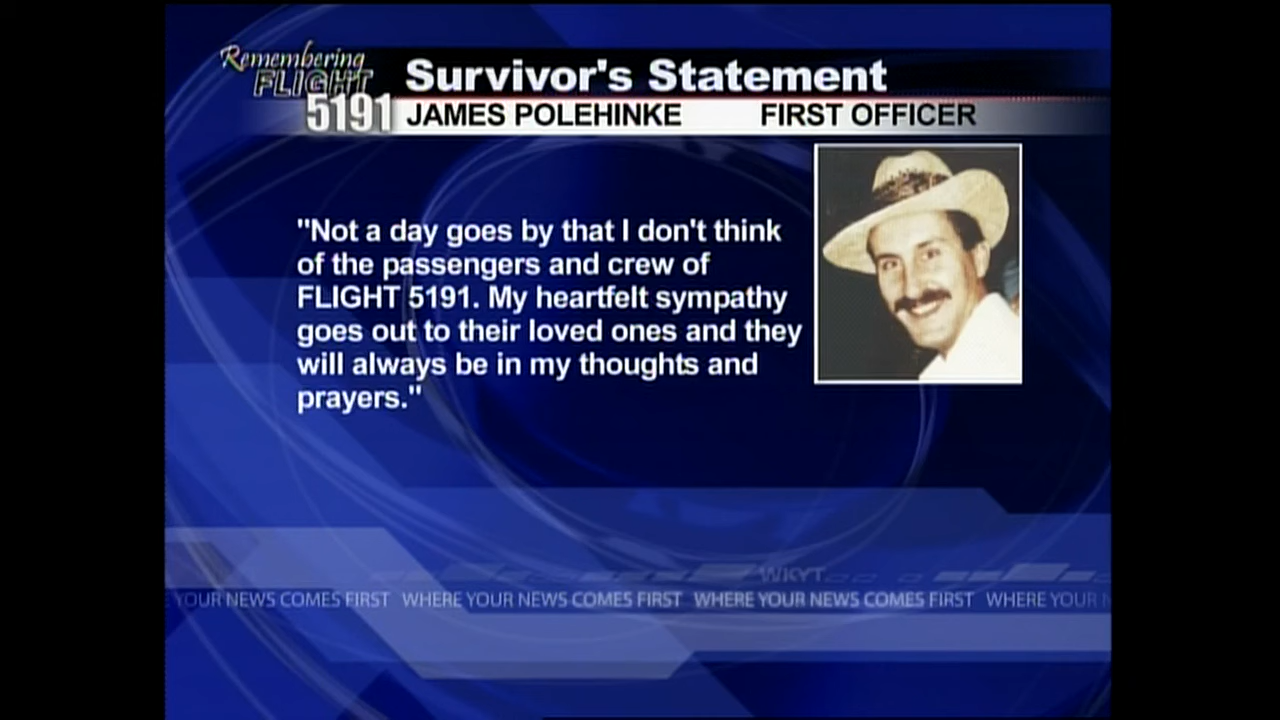 Remembering
FLIGHT
5191
Survivor's Statement
JAMES POLEHINKE FIRST OFFICER
"Not a day goes by that I don't think
of the passengers and crew of
FLIGHT 5191. My heartfelt sympathy
goes out to their loved ones and they
will always be in my thoughts and
prayers."
WKYT
YOUR NEWS COMES FIRST WHERE YOUR NEWS COMES FIRST WHERE YOUR NEWS COMES FIRST WHERE YOUR